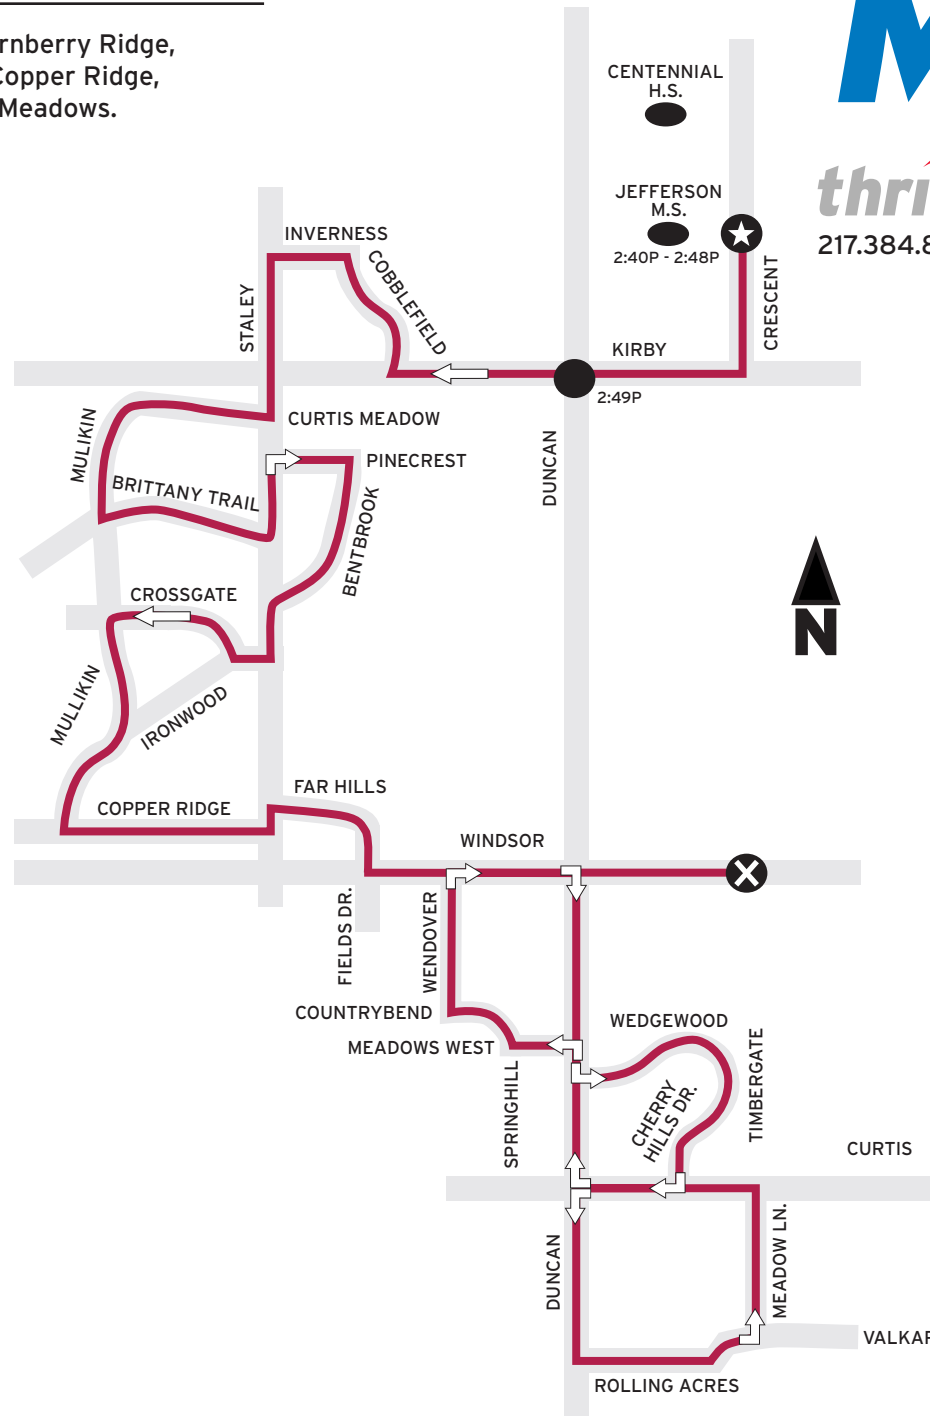 rnberry Ridge,
Copper Ridge,
Meadows.
M
thri
217.384.8
CENTENNIAL
H.S.
JEFFERSON
M.S.
2:40P - 2:48P
CRESCENT
INVERNESS
COBBLEFIELD
STALEY
KIRBY
2:49P
CURTIS MEADOW
MULIKIN
PINECREST
DUNCAN
BRITTANY TRAIL
BENTBROOK
CROSSGATE
N
MULLIKIN
IRONWOOD
FAR HILLS
COPPER RIDGE
WINDSOR
X
FIELDS DR.
WENDOVER
COUNTRYBEND
WEDGEWOOD
MEADOWS WEST
TIMBERGATE
SPRINGHILL
CHERRY
HILLS DR.
CURTIS
DUNCAN
MEADOW LN.
VALKAR
ROLLING ACRES